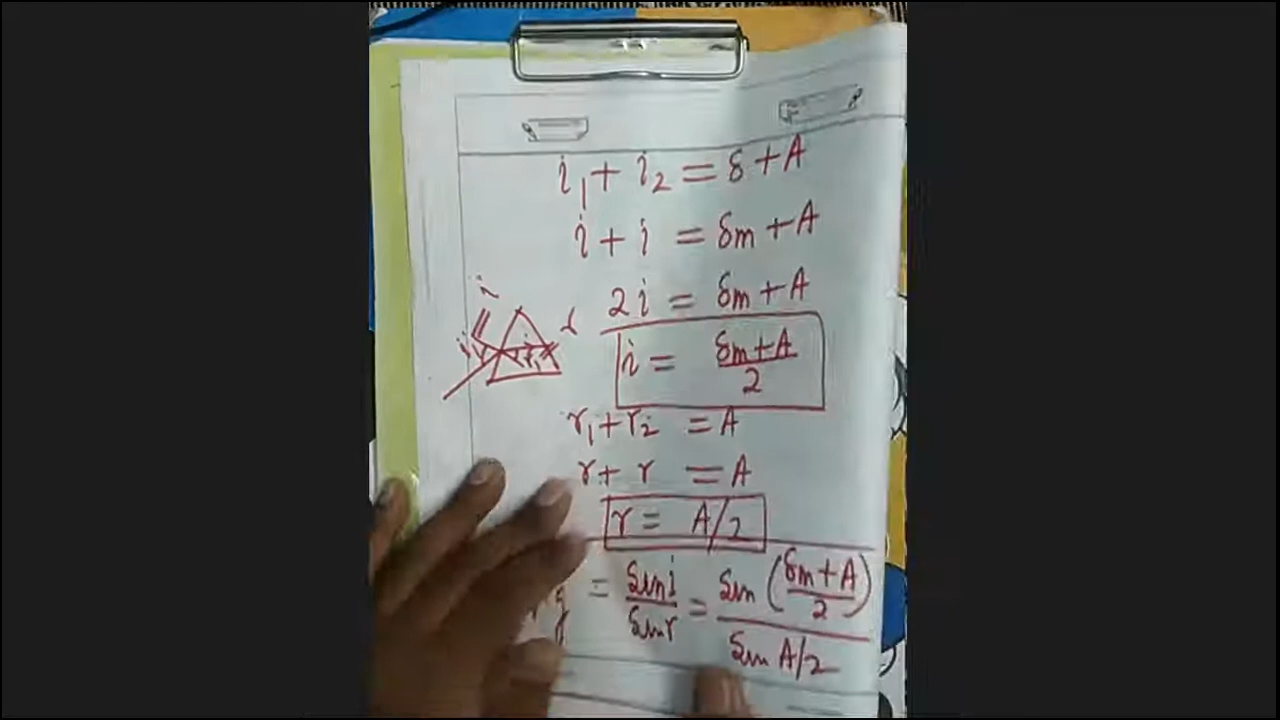 i₁ + i₂ = δ + A
i + i = δm + A
2i = δm + A
i = (δm + A)/2
r₁ + r₂ = A
r + r = A
r = A/2
= Sin i / Sin r = Sin ((δm + A)/2) / Sin A/2